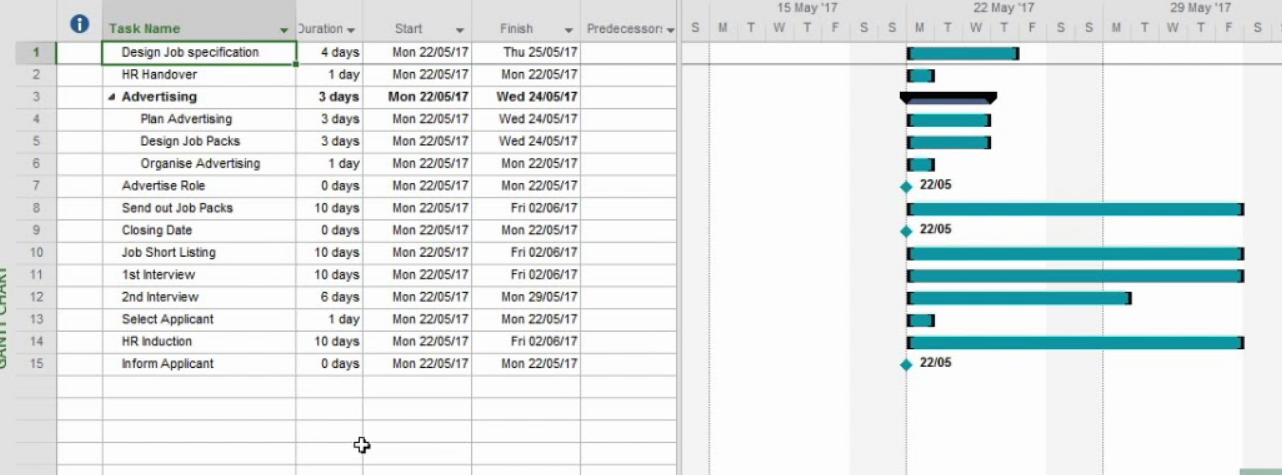 15 May '17 22 May '17 29 May '17
Task Name Duration Start Finish Predecessors S M T W T F S S M T W T F S S M T W T F S
1 Design Job specification 4 days Mon 22/05/17 Thu 25/05/17
2 HR Handover 1 day Mon 22/05/17 Mon 22/05/17
3 Advertising 3 days Mon 22/05/17 Wed 24/05/17
4 Plan Advertising 3 days Mon 22/05/17 Wed 24/05/17
5 Design Job Packs 3 days Mon 22/05/17 Wed 24/05/17
6 Organise Advertising 1 day Mon 22/05/17 Mon 22/05/17
7 Advertise Role 0 days Mon 22/05/17 Mon 22/05/17 22/05
8 Send out Job Packs 10 days Mon 22/05/17 Fri 02/06/17
9 Closing Date 0 days Mon 22/05/17 Mon 22/05/17 22/05
10 Job Short Listing 10 days Mon 22/05/17 Fri 02/06/17
11 1st Interview 10 days Mon 22/05/17 Fri 02/06/17
12 2nd Interview 6 days Mon 22/05/17 Mon 29/05/17
13 Select Applicant 1 day Mon 22/05/17 Mon 22/05/17
14 HR Induction 10 days Mon 22/05/17 Fri 02/06/17
15 Inform Applicant 0 days Mon 22/05/17 Mon 22/05/17 22/05
GANTT CHART